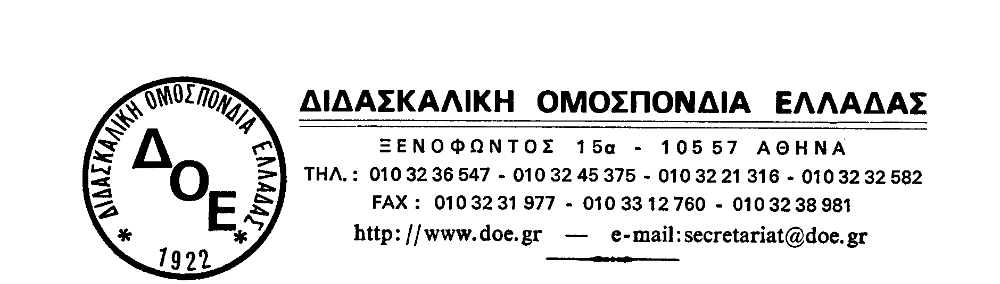 ΔΙΔΑΣΚΑΛΙΚΗ ΟΜΟΣΠΟΝΔΙΑ ΕΛΛΑΔΑΣ
ΔΟΕ
* 1922 *
ΔΙΔΑΣΚΑΛΙΚΗ ΟΜΟΣΠΟΝΔΙΑ ΕΛΛΑΔΑΣ
ΞΕΝΟΦΩΝΤΟΣ 15α - 105 57 ΑΘΗΝΑ
ΤΗΛ. : 010 32 36 547 - 010 32 45 375 - 010 32 21 316 - 010 32 32 582
FAX : 010 32 31 977 - 010 33 12 760 - 010 32 38 981
http://www.doe.gr — e-mail:secretariat@doe.gr